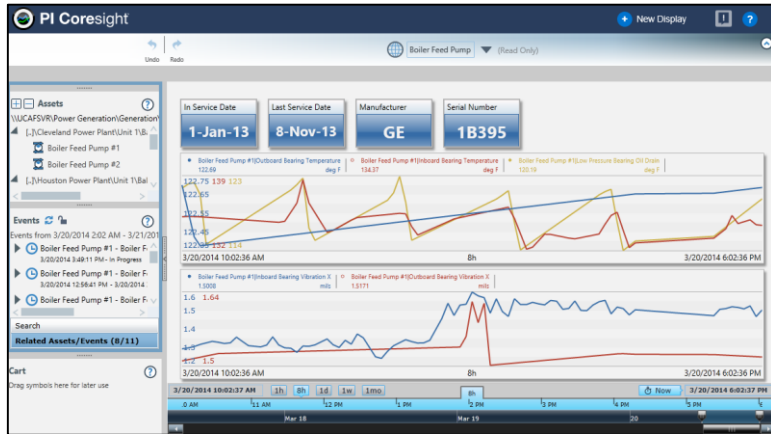 PI Coresight
New Display
Undo Redo
Boiler Feed Pump (Read Only)
Assets
\\UCAFSVR\Power Generation\Generation\
[..]\Cleveland Power Plant\Unit 1\Ba
Boiler Feed Pump #1
Boiler Feed Pump #2
[..]\Houston Power Plant\Unit 1\Bal
Events
Events from 3/20/2014 2:02 AM - 3/21/201
Boiler Feed Pump #1 - Boiler F
3/20/2014 3:49:11 PM - In Progress
Boiler Feed Pump #1 - Boiler F
3/20/2014 12:56:41 PM - 3/20/2014
Boiler Feed Pump #1 - Boiler F
Search
Related Assets/Events (8/11)
Cart
Drag symbols here for later use
In Service Date
1-Jan-13
Last Service Date
8-Nov-13
Manufacturer
GE
Serial Number
1B395
Boiler Feed Pump #1|Outboard Bearing Temperature
122.69 deg F
Boiler Feed Pump #1|Inboard Bearing Temperature
134.37 deg F
Boiler Feed Pump #1|Low Pressure Bearing Oil Drain
120.19 deg F
122.75 139 123
122.65
122.55
122.45
122.35 132 114
3/20/2014 10:02:36 AM 8h 3/20/2014 6:02:36 PM
Boiler Feed Pump #1|Inboard Bearing Vibration X
1.5008 mils
Boiler Feed Pump #1|Outboard Bearing Vibration X
1.5171 mils
1.6 1.64
1.5
1.4
1.3
1.2 1.5
3/20/2014 10:02:36 AM 8h 3/20/2014 6:02:36 PM
3/20/2014 10:02:37 AM 1h 8h 1d 1w 1mo 8h Now 3/20/2014 6:02:37 PM
0 AM 11 AM 12 PM 1 PM 2 PM 3 PM 4 PM 5 PM 6
Mar 18 Mar 19 20